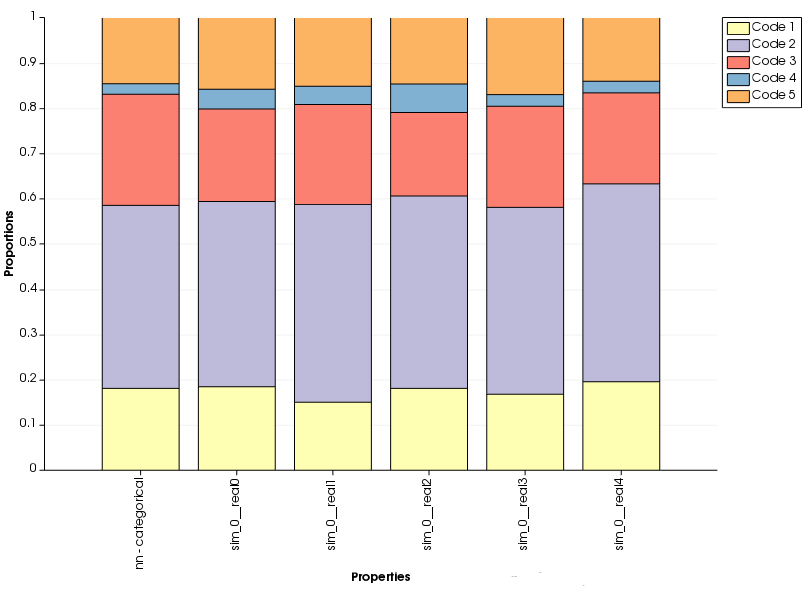 1
0.9
0.8
0.7
0.6
0.5
0.4
0.3
0.2
0.1
0
Proportions
nn - categorical
sim_0__real0
sim_0__real1
sim_0__real2
sim_0__real3
sim_0__real4
Properties
Code 1
Code 2
Code 3
Code 4
Code 5